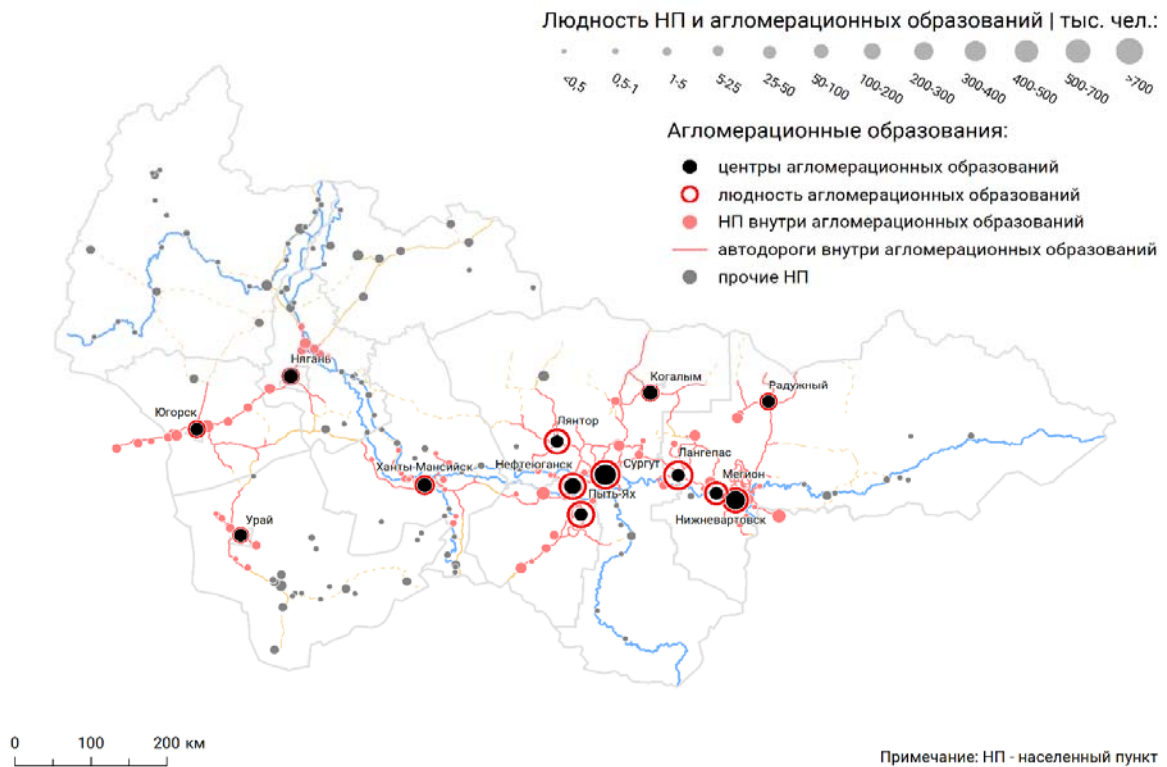 Людность НП и агломерационных образований | тыс. чел.:
<0,5 0,5-1 1-5 5-25 25-50 50-100 100-200 200-300 300-400 400-500 500-700 >700
Агломерационные образования:
центры агломерационных образований
людность агломерационных образований
НП внутри агломерационных образований
автодороги внутри агломерационных образований
прочие НП
Нягань
Когалым
Радужный
Югорск
Лянтор
Ханты-Мансийск
Нефтеюганск
Сургут
Лангепас
Мегион
Пыть-Ях
Нижневартовск
Урай
0 100 200 км
Примечание: НП - населенный пункт